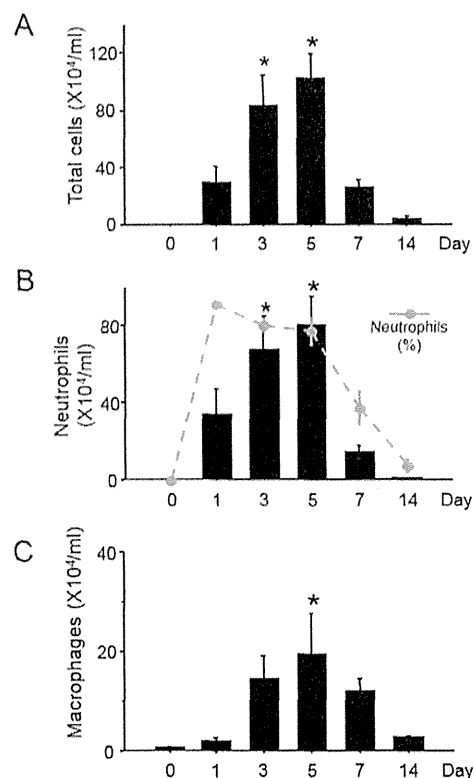 A
Total cells (X10⁴/ml)
120
80
40
0
*
*
0 1 3 5 7 14 Day
B
Neutrophils
(X10⁴/ml)
80
40
0
*
*
Neutrophils
(%)
0 1 3 5 7 14 Day
C
Macrophages (X10⁴/ml)
40
20
0
*
0 1 3 5 7 14 Day